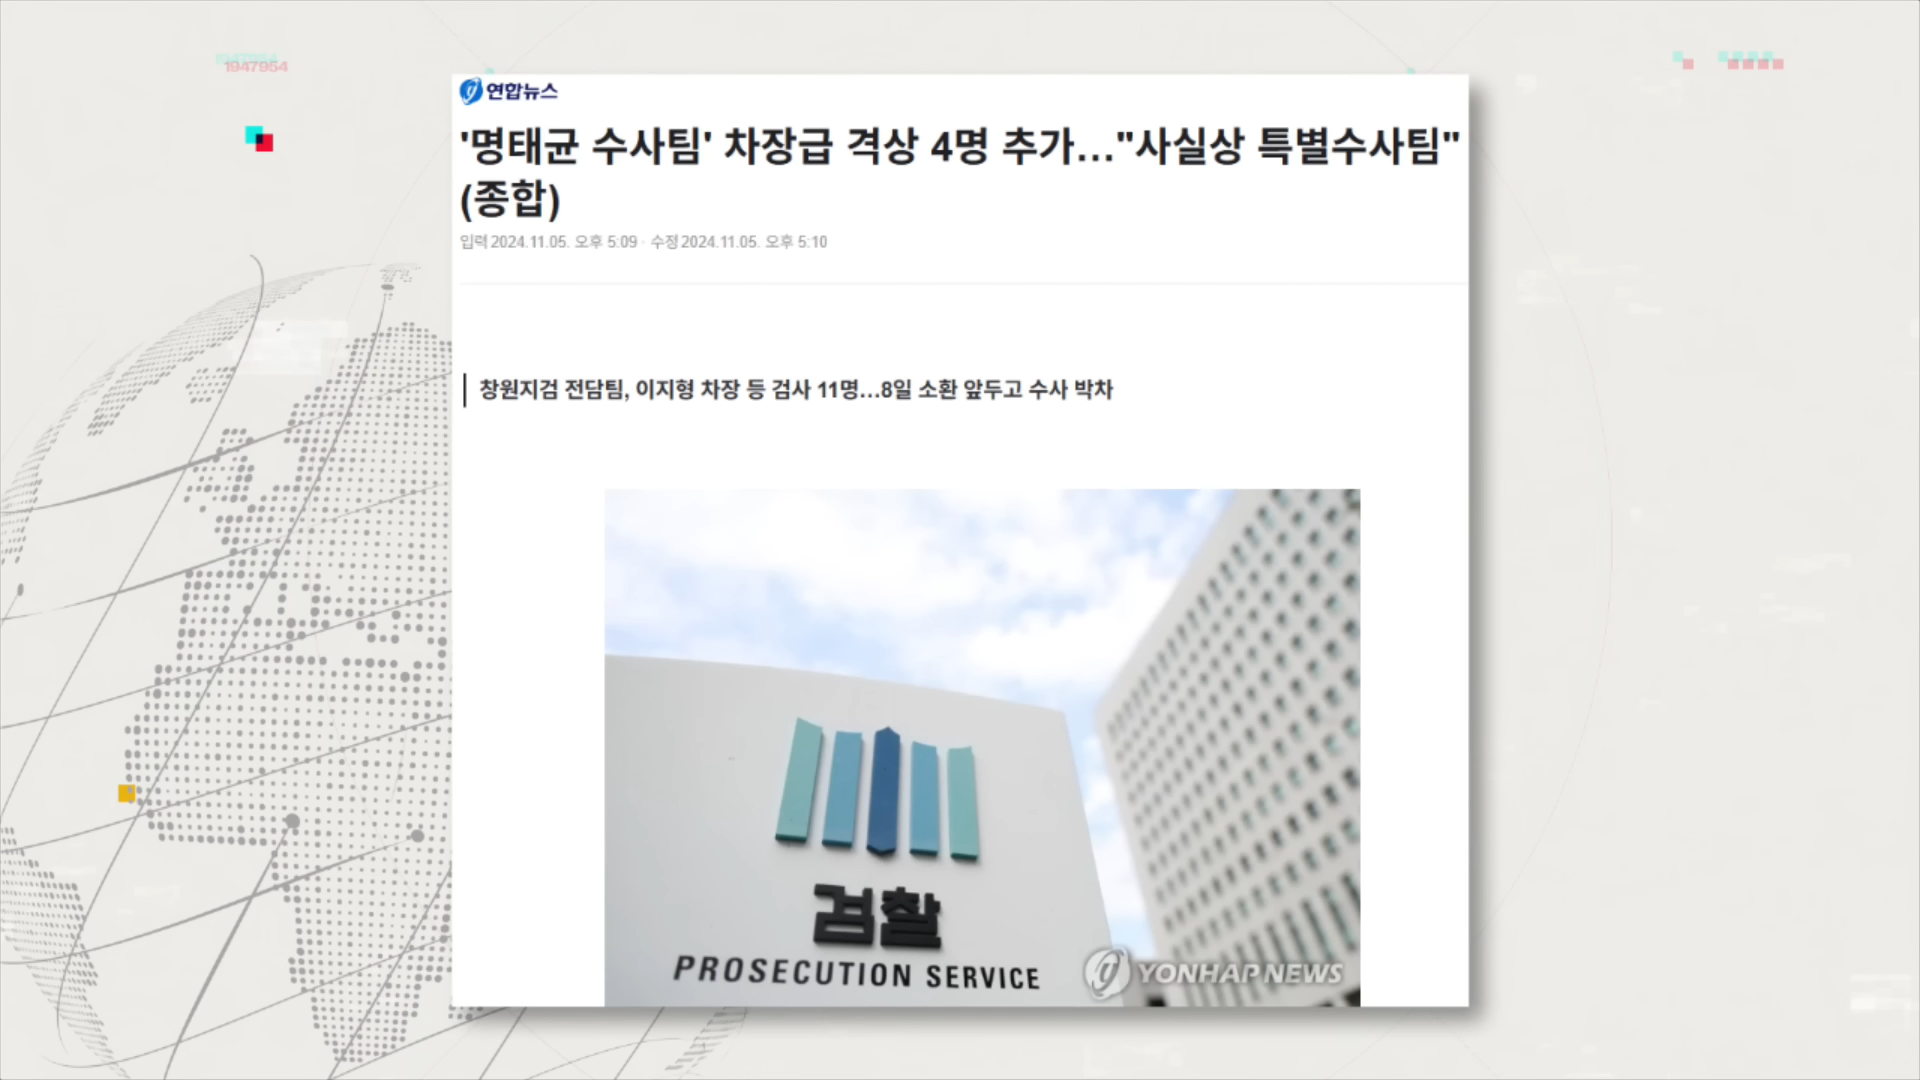 1947954
연합뉴스
'명태균 수사팀' 차장급 격상 4명 추가…"사실상 특별수사팀"
(종합)
입력 2024.11.05. 오후 5:09 · 수정 2024.11.05. 오후 5:10
창원지검 전담팀, 이지형 차장 등 검사 11명…8일 소환 앞두고 수사 박차
검찰
PROSECUTION SERVICE
YONHAP NEWS